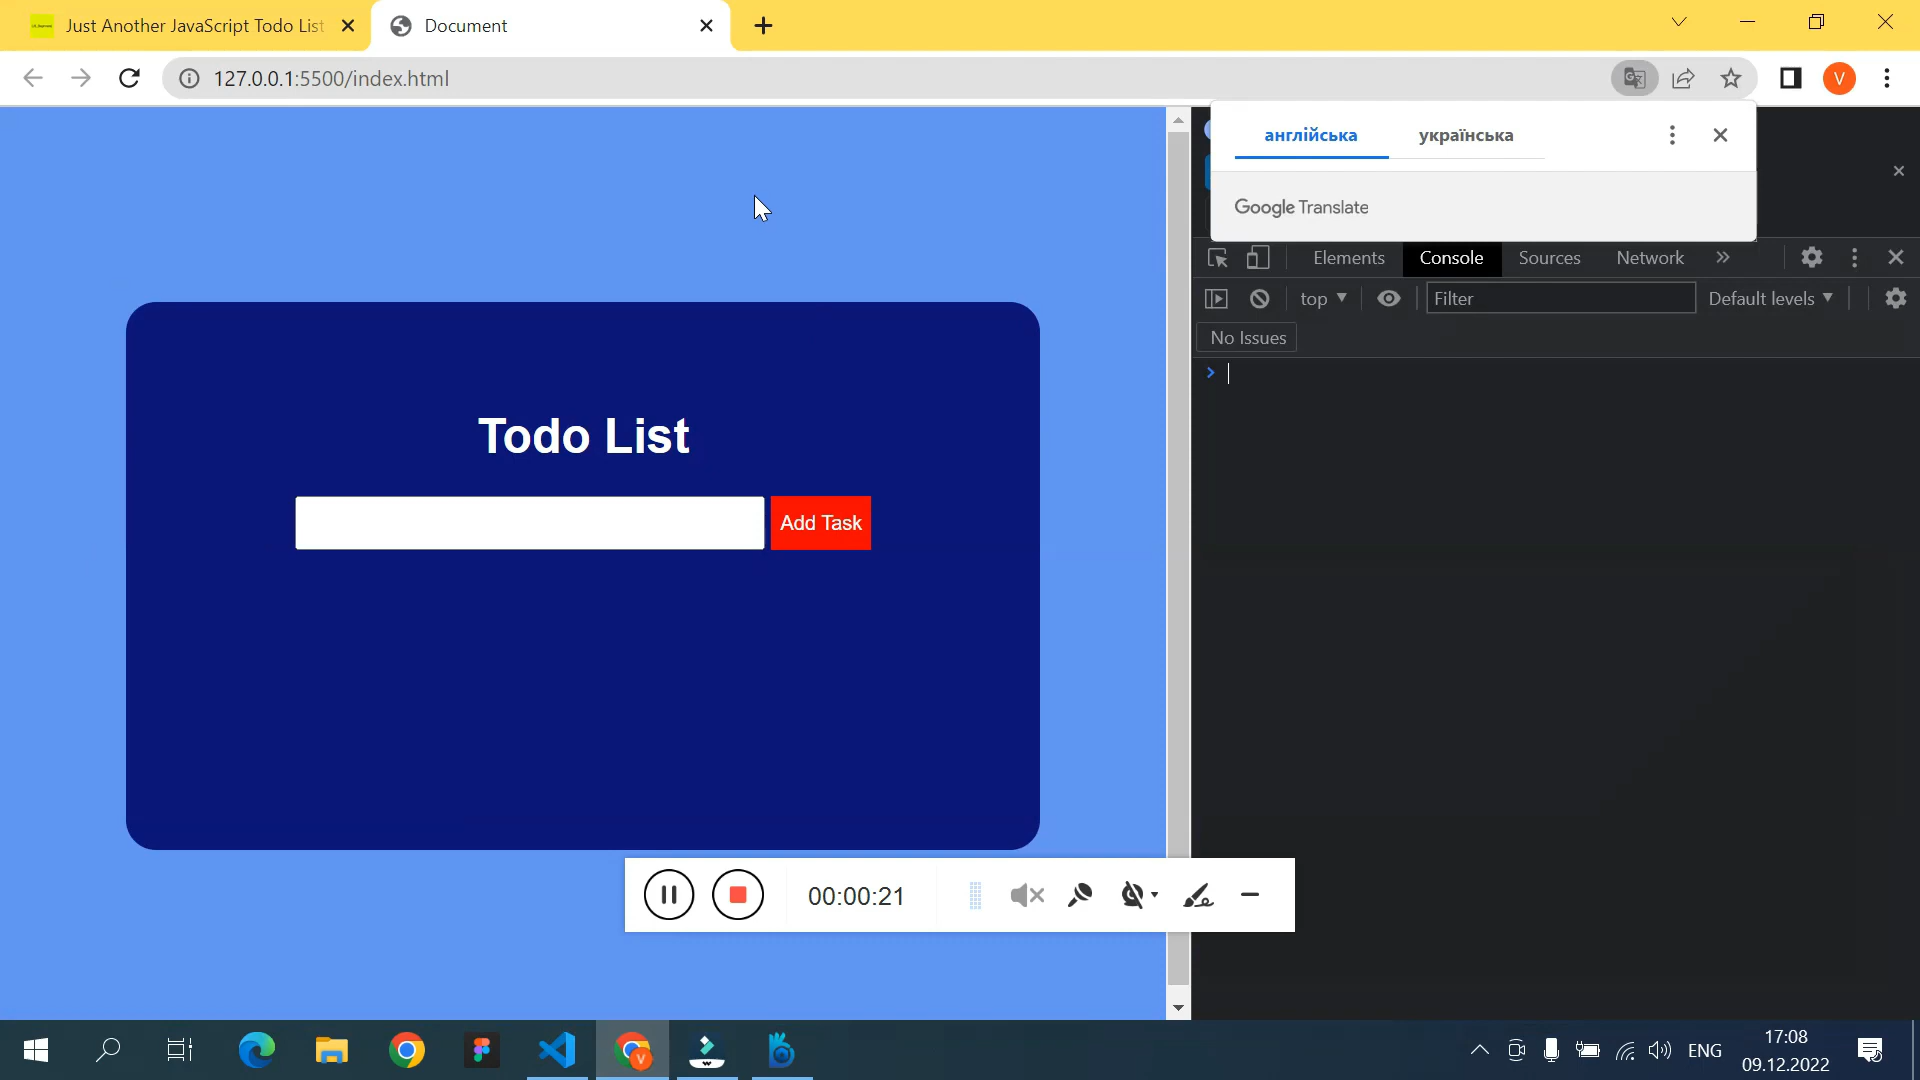 Just Another JavaScript Todo List
Document
127.0.0.1:5500/index.html
V
англійська
українська
Google Translate
Elements
Console
Sources
Network
top
Filter
Default levels
No Issues
Todo List
Add Task
00:00:21
V
ENG
17:08
09.12.2022